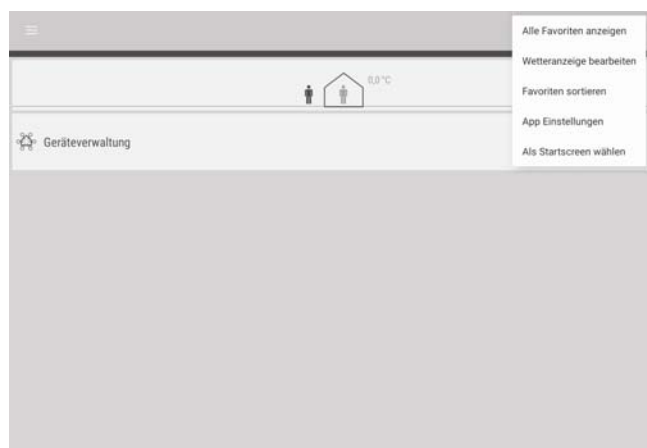 Alle Favoriten anzeigen
Wetteranzeige bearbeiten
0,0 °C
Favoriten sortieren
App Einstellungen
Geräteverwaltung
Als Startscreen wählen